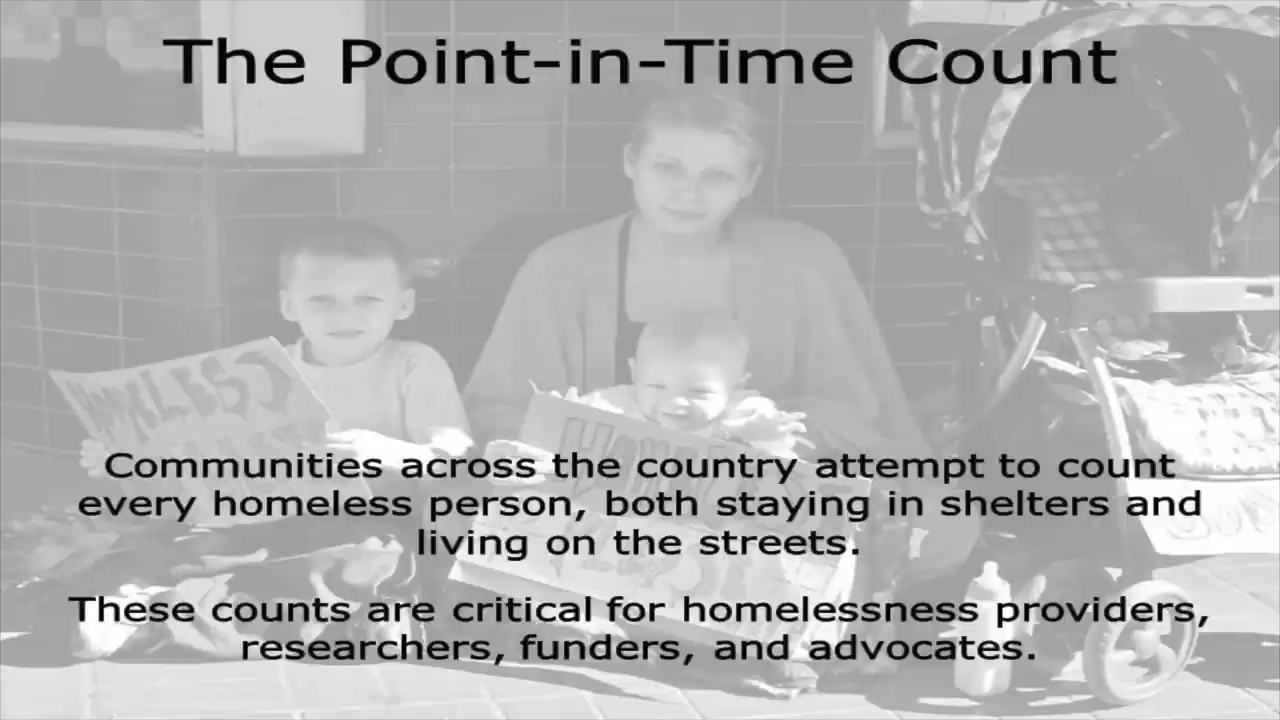 The Point-in-Time Count
HOMELESS
Communities across the country attempt to count
every homeless person, both staying in shelters and
living on the streets.
These counts are critical for homelessness providers,
researchers, funders, and advocates.